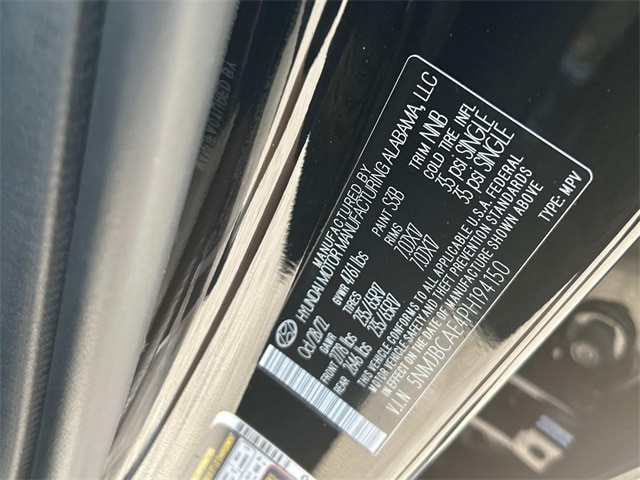 MANUFACTURED BY
HYUNDAI MOTOR MANUFACTURING ALABAMA, LLC
GVWR 4761 lbs PAINT S3B TRIM NNB
GAWR TIRES RIMS COLD TIRE INFL
FRONT 2778 lbs 235/65R17 7.0JX17 35 psi SINGLE
REAR 2646 lbs 235/65R17 7.0JX17 35 psi SINGLE
THIS VEHICLE CONFORMS TO ALL APPLICABLE U.S.A. FEDERAL
MOTOR VEHICLE SAFETY AND THEFT PREVENTION STANDARDS
IN EFFECT ON THE DATE OF MANUFACTURE SHOWN ABOVE
V.I.N 5NMJBCAE4PH194150 TYPE: MPV